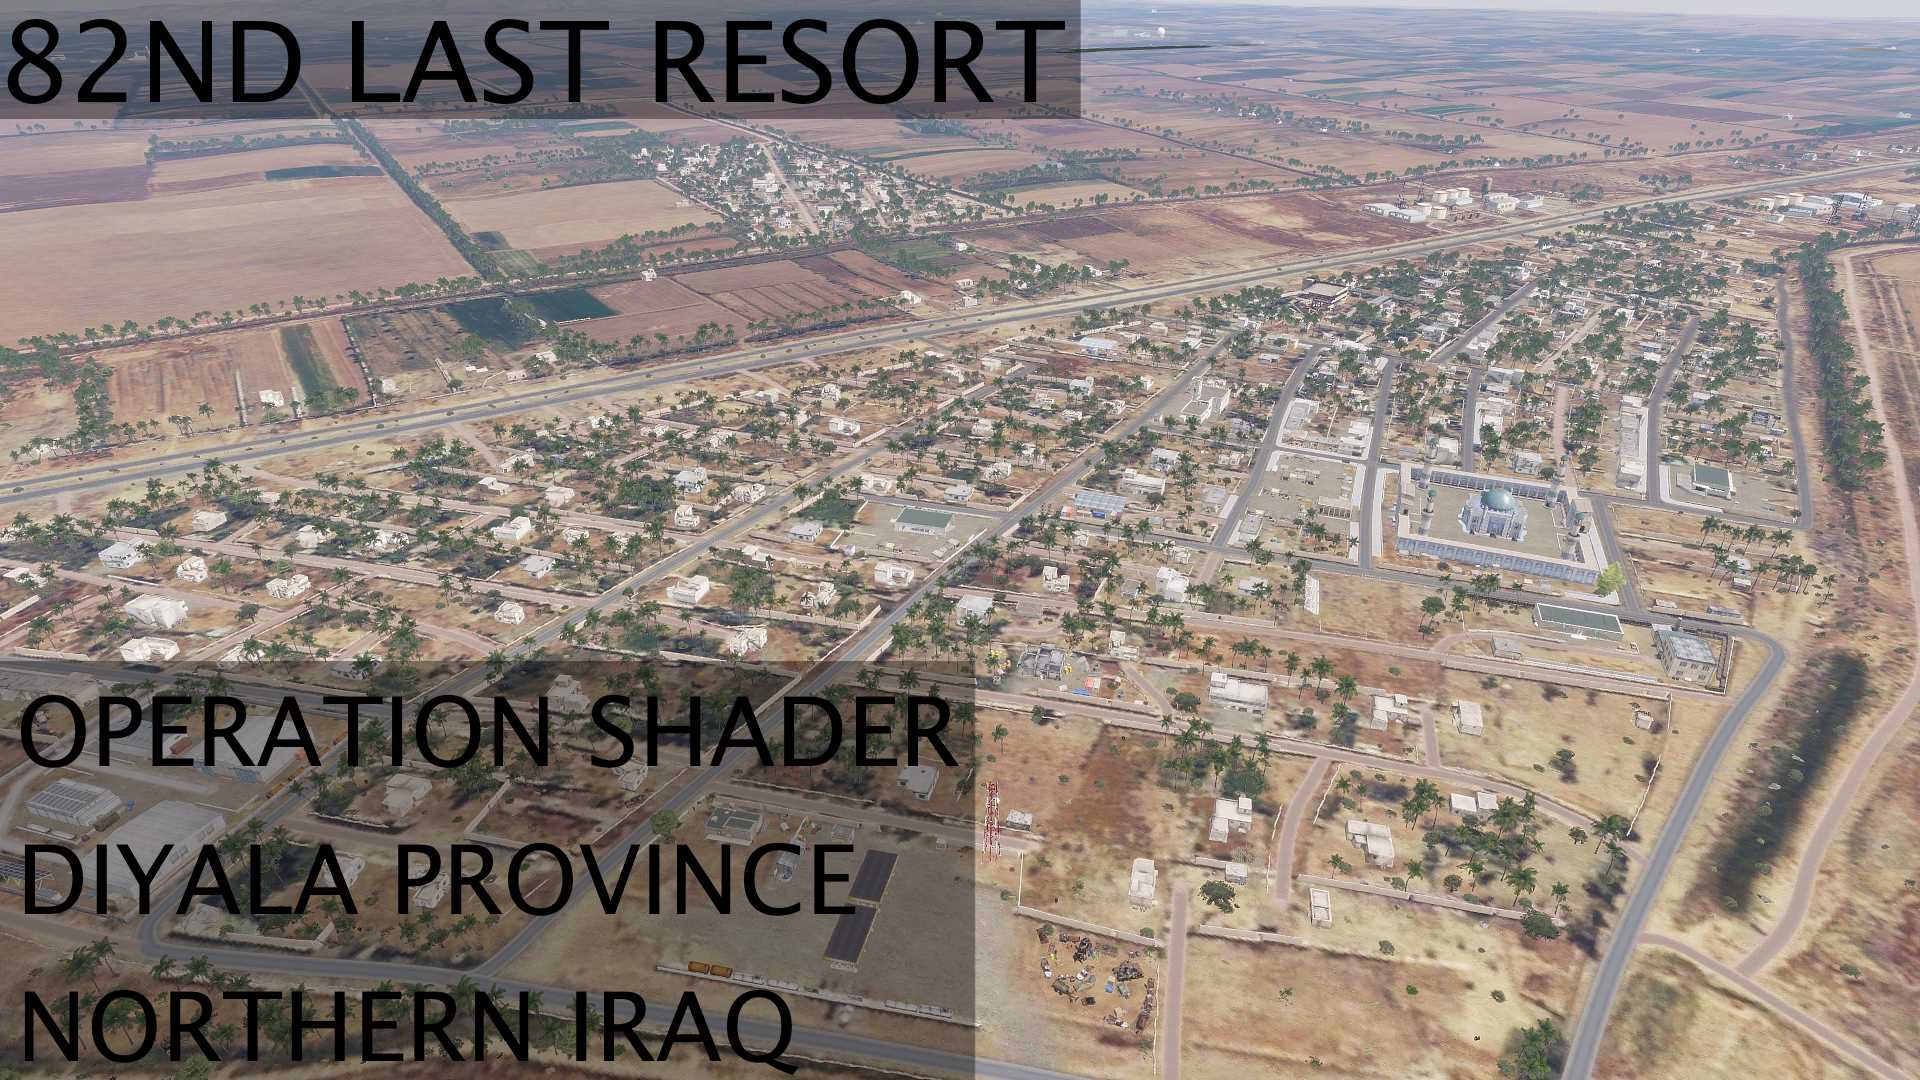 82ND LAST RESORT
OPERATION SHADER
DIYALA PROVINCE
NORTHERN IRAQ